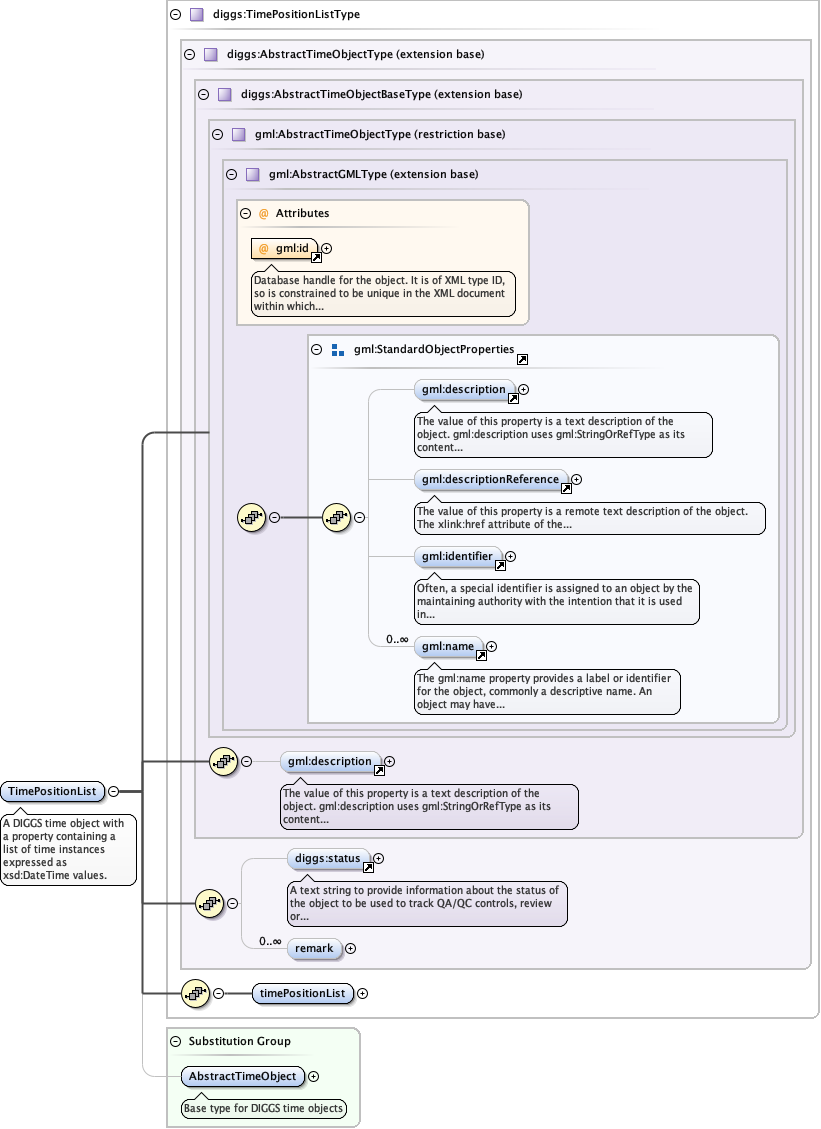 diggs:TimePositionListType
diggs:AbstractTimeObjectType (extension base)
diggs:AbstractTimeObjectBaseType (extension base)
gml:AbstractTimeObjectType (restriction base)
gml:AbstractGMLType (extension base)
@ Attributes
@ gml:id
Database handle for the object. It is of XML type ID,
so is constrained to be unique in the XML document
within which...
gml:StandardObjectProperties
gml:description
The value of this property is a text description of the
object. gml:description uses gml:StringOrRefType as its
content...
gml:descriptionReference
The value of this property is a remote text description of the object.
The xlink:href attribute of the...
gml:identifier
Often, a special identifier is assigned to an object by the
maintaining authority with the intention that it is used
in...
0..∞
gml:name
The gml:name property provides a label or identifier
for the object, commonly a descriptive name. An
object may have...
gml:description
The value of this property is a text description of the
object. gml:description uses gml:StringOrRefType as its
content...
TimePositionList
A DIGGS time object with
a property containing a
list of time instances
expressed as
xsd:DateTime values.
diggs:status
A text string to provide information about the status of
the object to be used to track QA/QC controls, review
or...
0..∞
remark
timePositionList
Substitution Group
AbstractTimeObject
Base type for DIGGS time objects